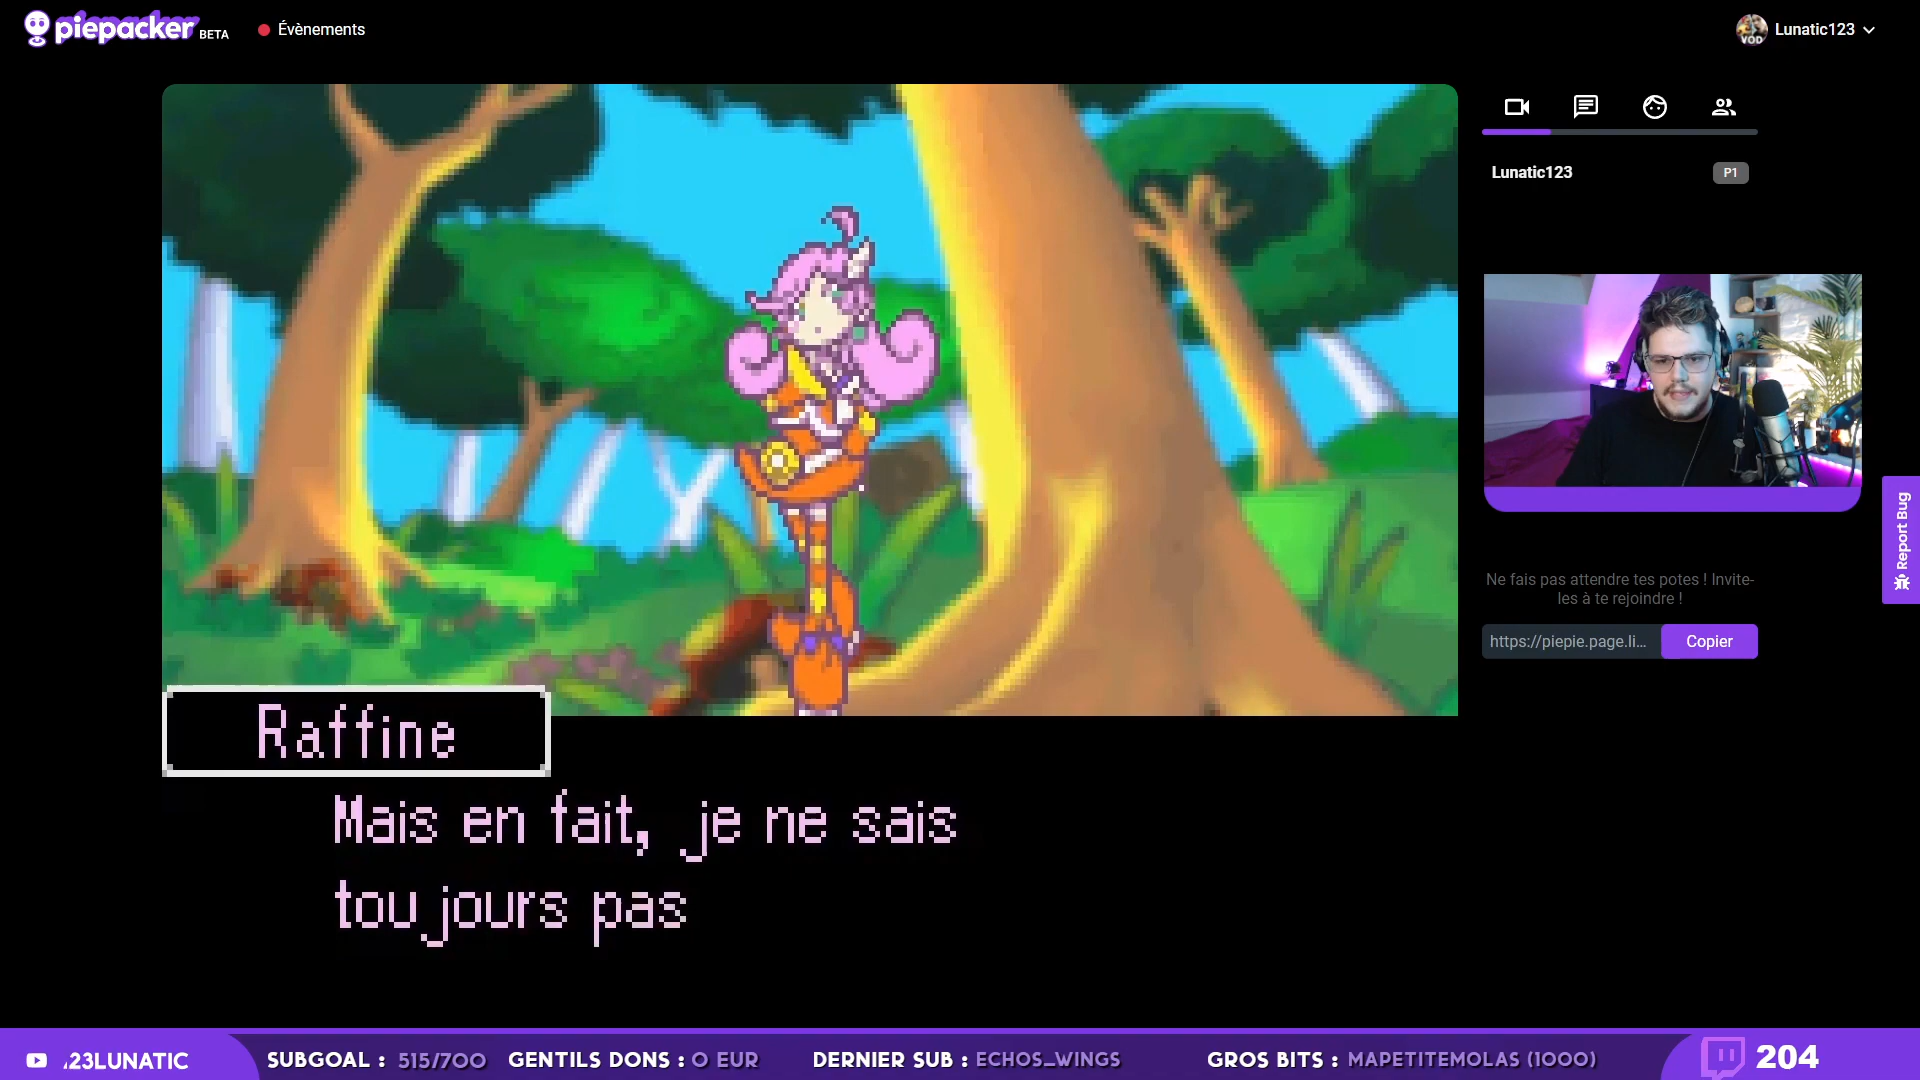 piepacker BETA
Évènements
Lunatic123
VOD
Lunatic123
P1
Report Bug
Ne fais pas attendre tes potes ! Invite-
les à te rejoindre !
https://piepie.page.li...
Copier
Raffine
Mais en fait, je ne sais
toujours pas
123LUNATIC
SUBGOAL : 515/700
GENTILS DONS : 0 EUR
DERNIER SUB : ECHOS_WINGS
GROS BITS : MAPETITEMOLAS (1000)
204